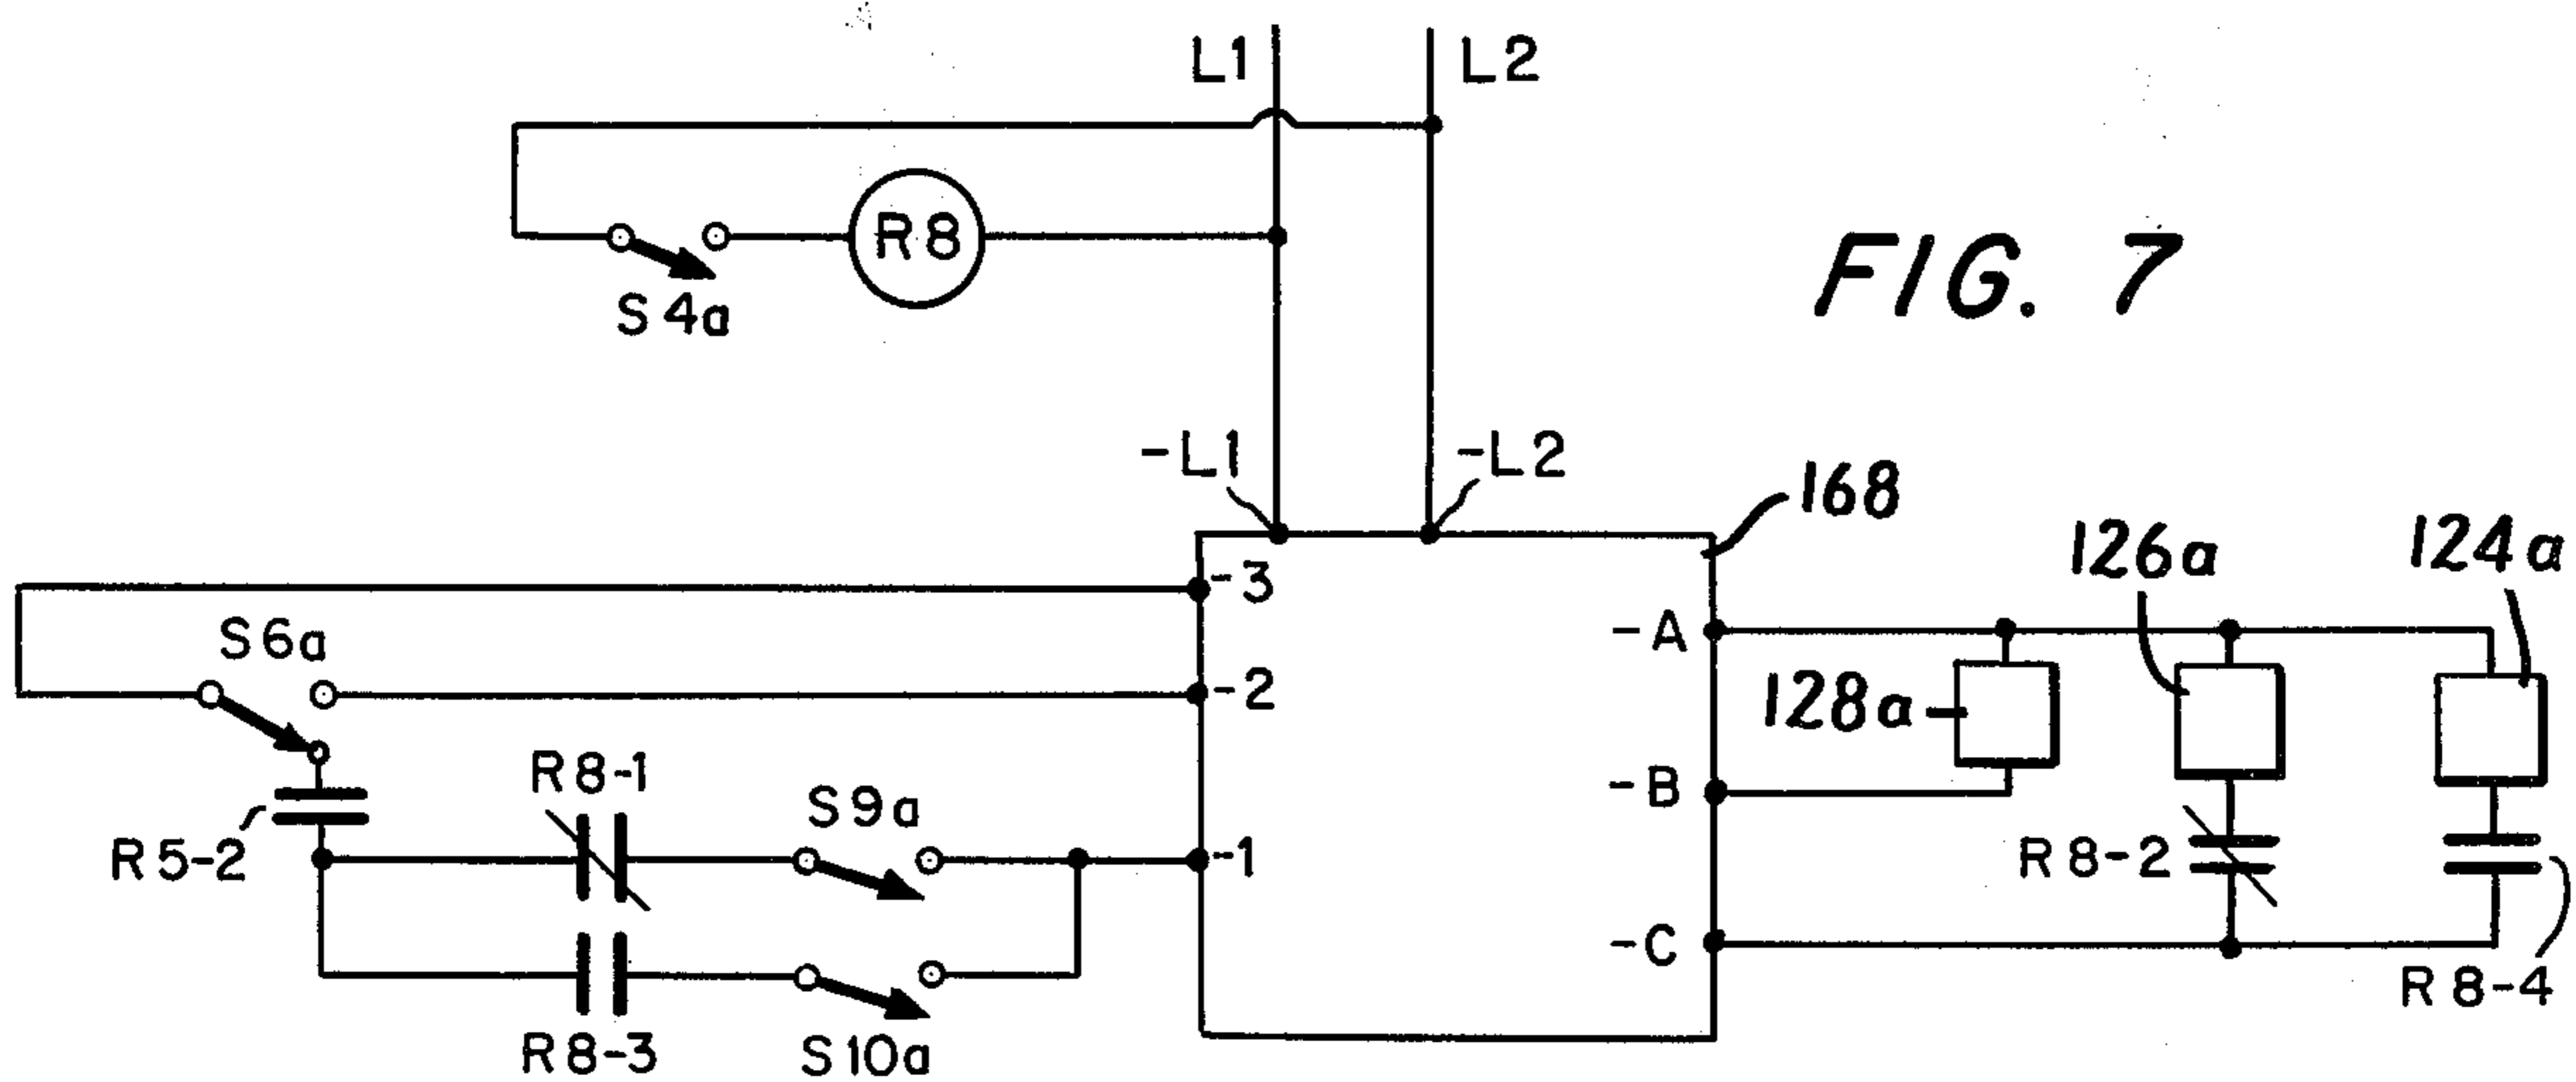 L1
L2
R8
S4a
FIG. 7
-L1
-L2
168
126a
124a
-3
S6a
-A
-2
128a
R8-1
S9a
-B
R5-2
-1
R8-2
-C
R8-4
R8-3
S10a